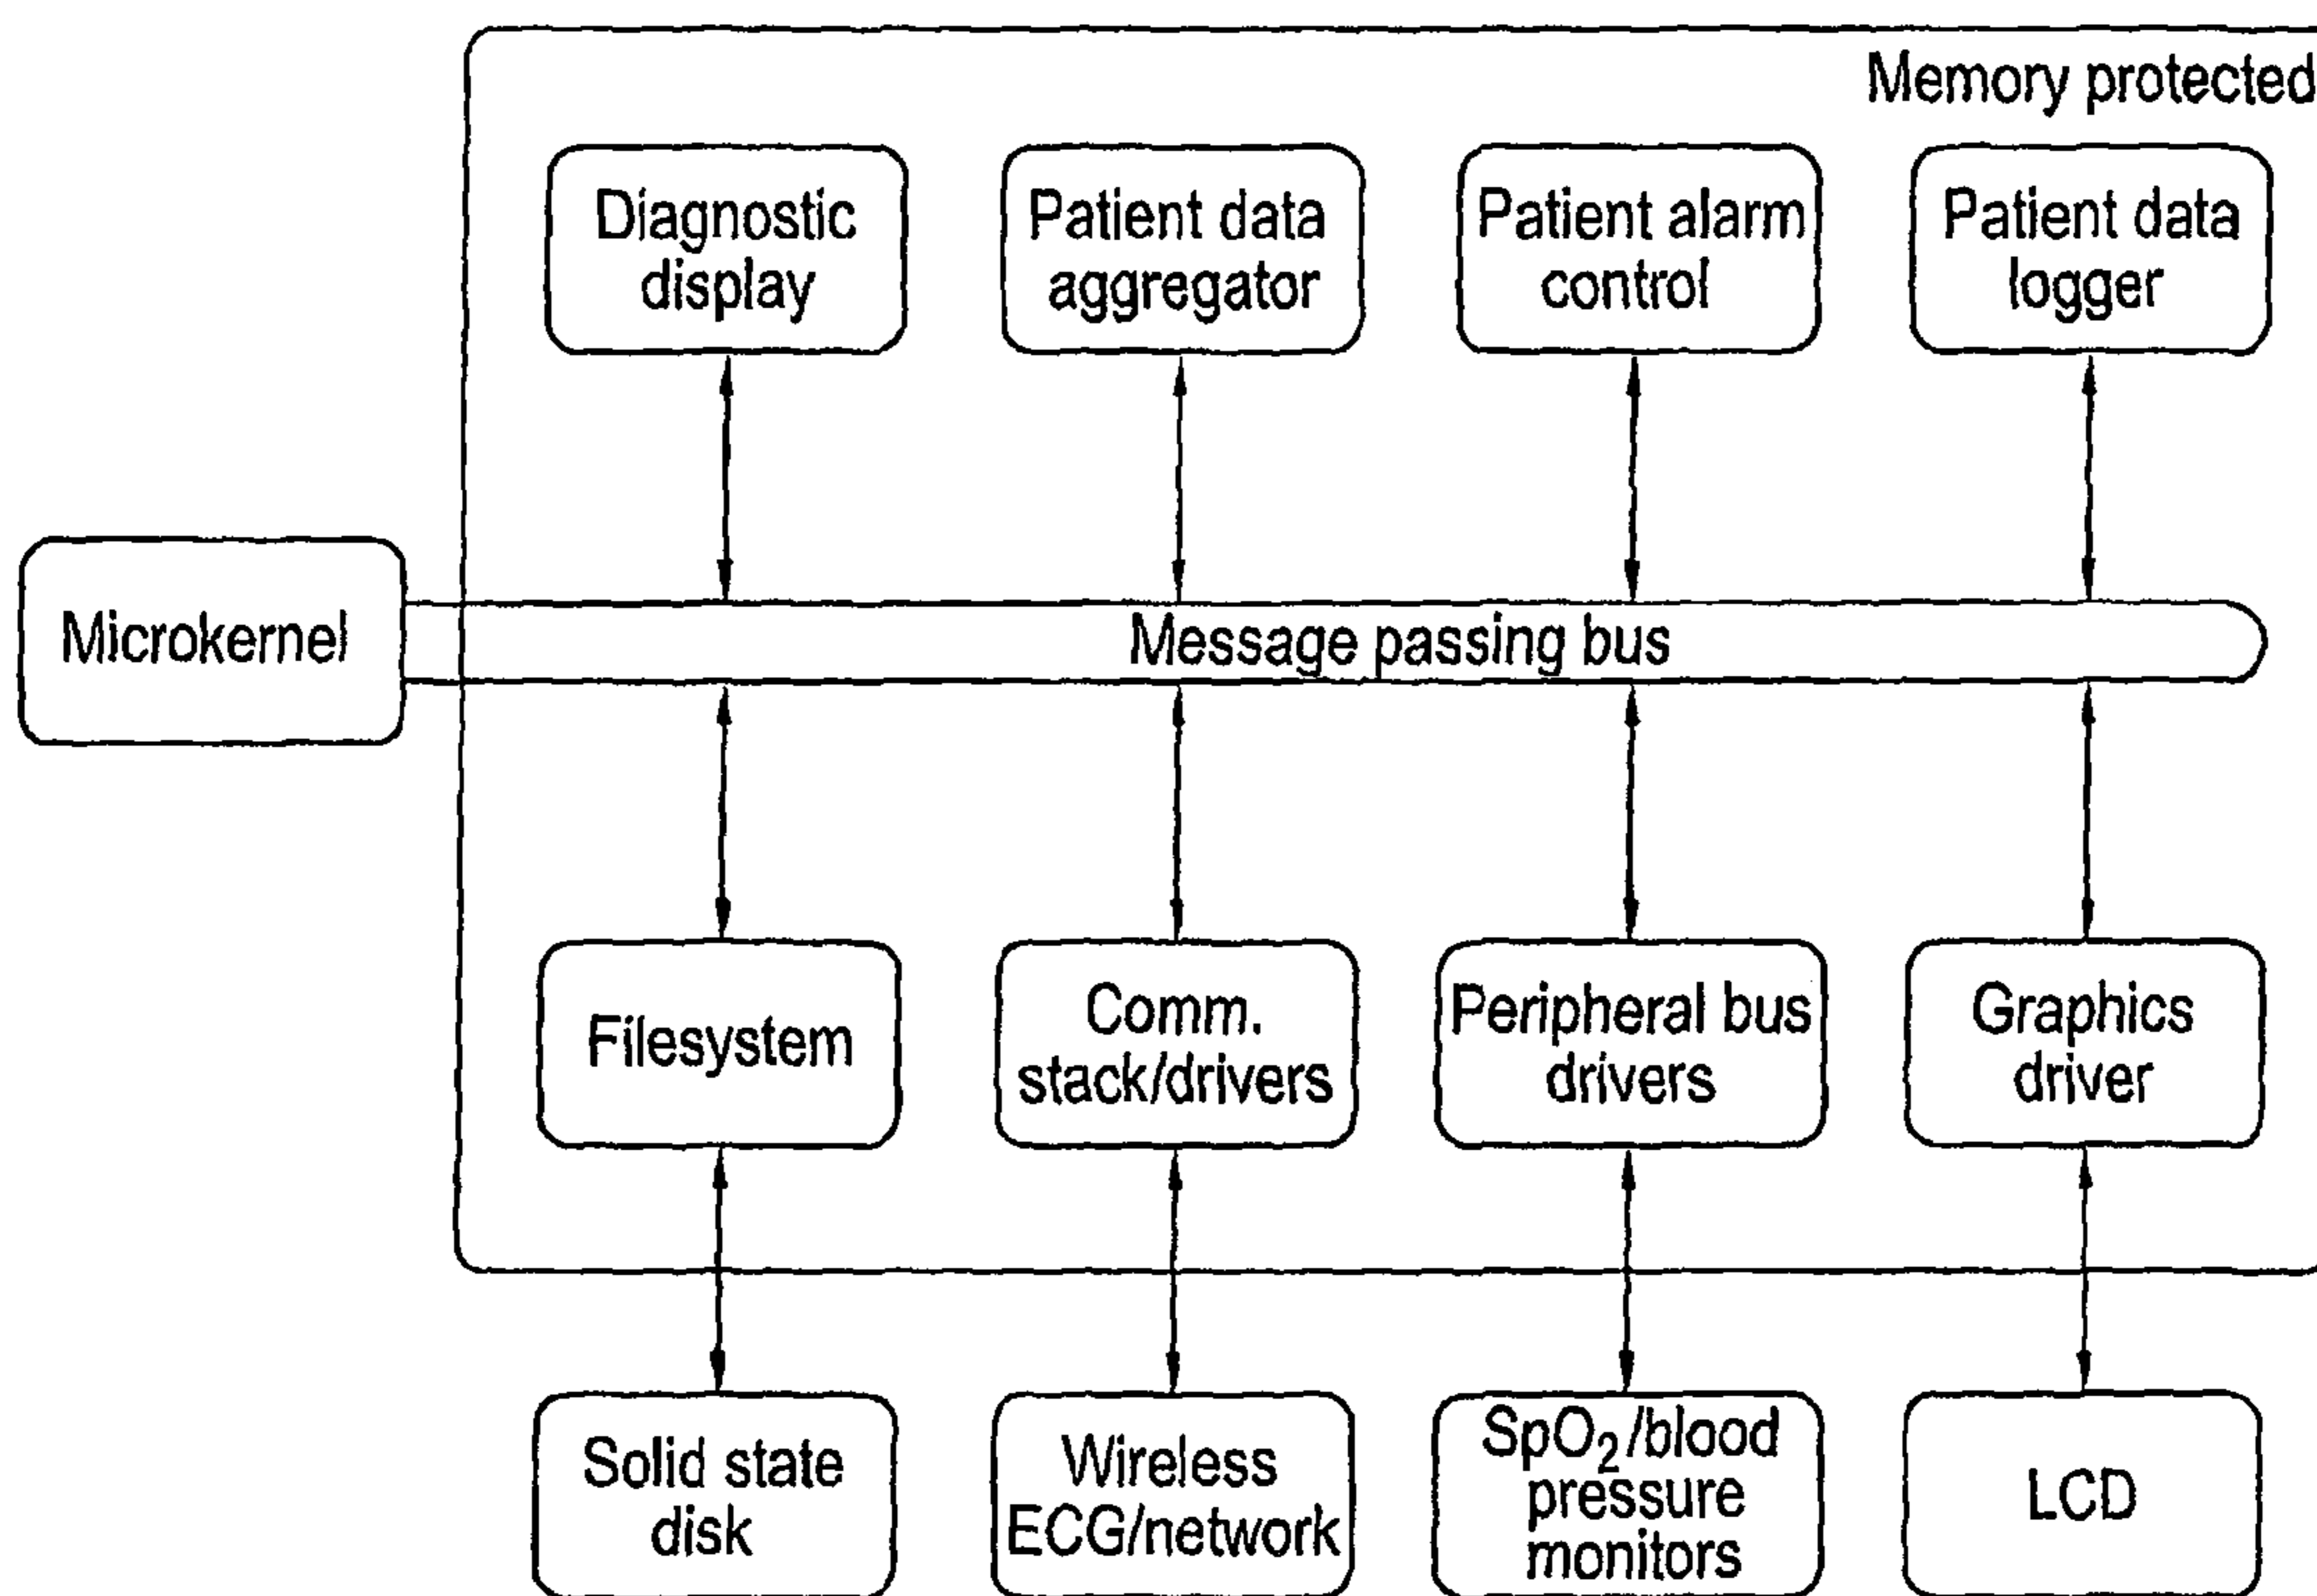 Memory protected
Diagnostic
display
Patient data
aggregator
Patient alarm
control
Patient data
logger
Microkernel
Message passing bus
Filesystem
Comm.
stack/drivers
Peripheral bus
drivers
Graphics
driver
Solid state
disk
Wireless
ECG/network
SpO₂/blood
pressure
monitors
LCD